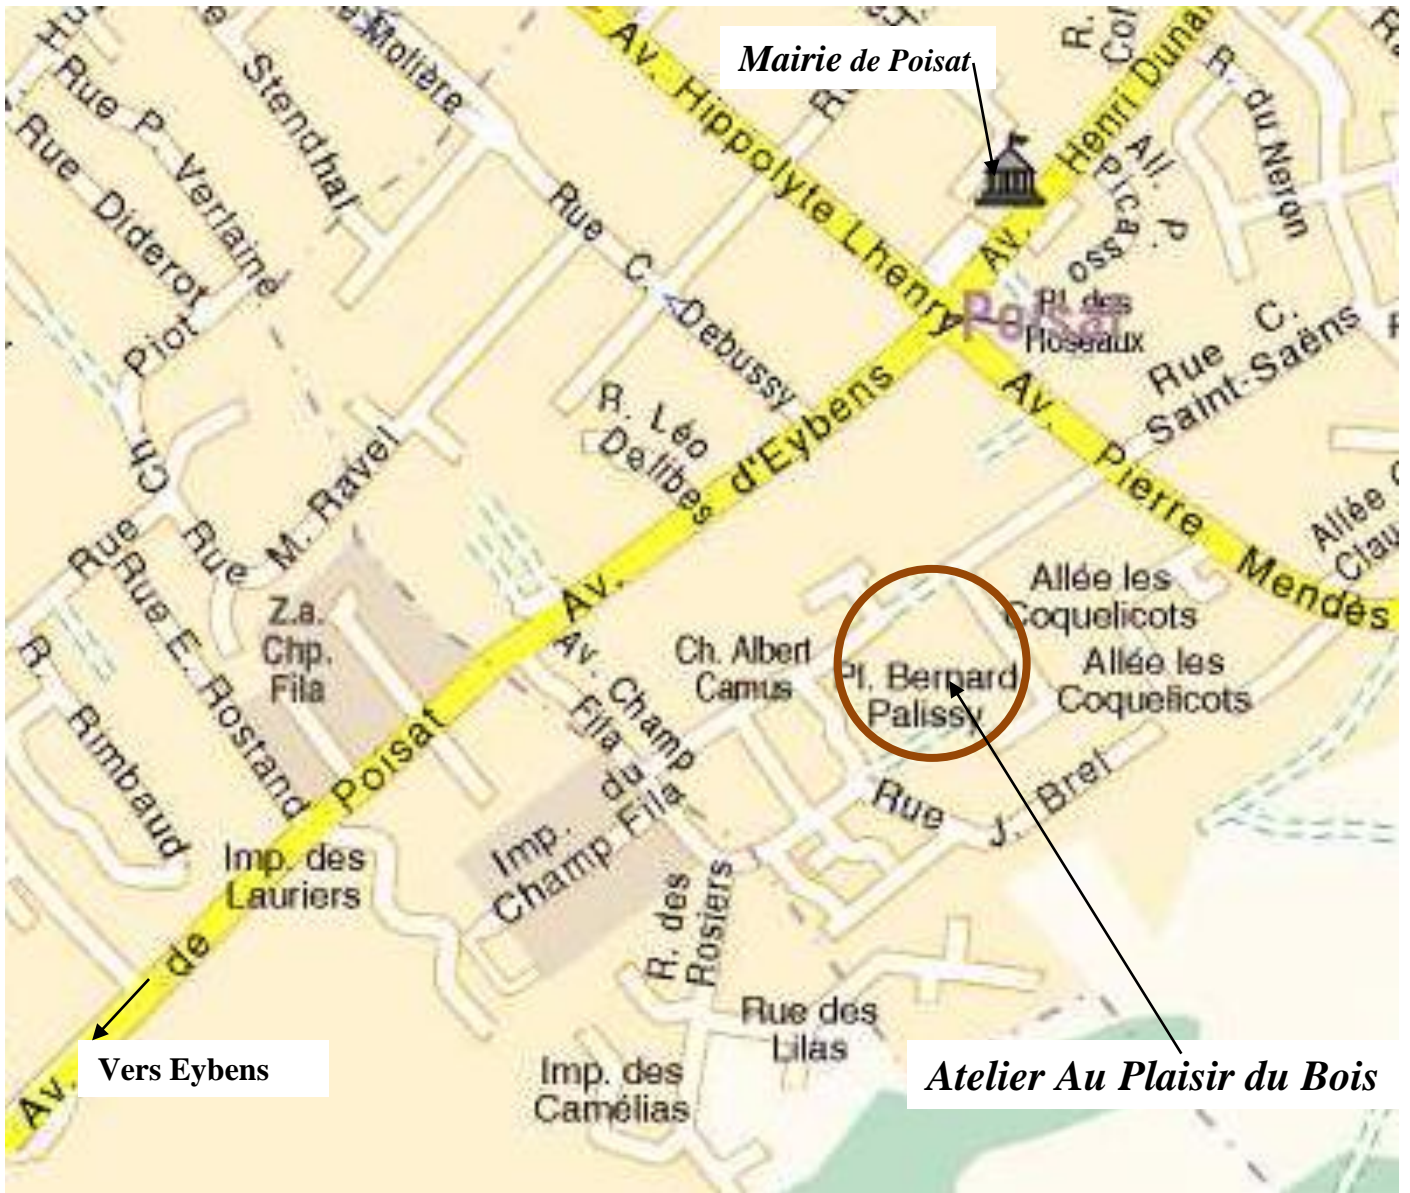 Mairie de Poisat
Av. Hippolyte Lhenry
Av. Henri Dunan
R.
Col
R. du Neron
All.
P.
Picasso
Molière
Stendhal
Rue P. Verlaine
Rue Diderot
Piot
Ch
Rue
Rue C. Debussy
Poisat
Pl. des
Roseaux
Rue C.
Saint-Saëns
R. Léo
Delibes
Av. de Poisat
Av. d'Eybens
Av. Pierre Mendès
Allée C
Clau
Rue M. Ravel
Rue E. Rostand
R. Rimbaud
Z.a.
Chp.
Fila
Av. Champ
Fila du
Ch. Albert
Camus
Pl. Bernard
Palissy
Allée les
Coquelicots
Allée les
Coquelicots
Rue J. Bret
Imp. des
Lauriers
Imp.
Champ Fila
R. des
Rosiers
Rue des
Lilas
Imp. des
Camélias
Vers Eybens
Atelier Au Plaisir du Bois